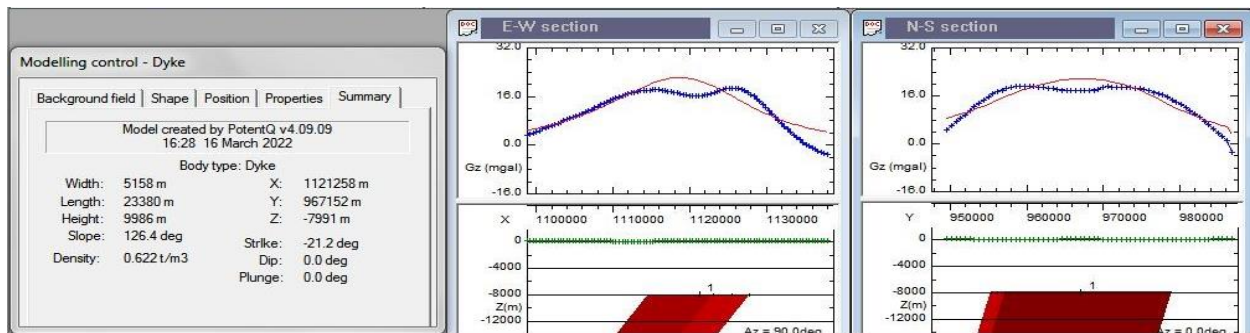 Modelling control - Dyke
Background field Shape Position Properties Summary
Model created by PotentQ v4.09.09
16:28 16 March 2022
Body type: Dyke
Width: 5158 m X: 1121258 m
Length: 23380 m Y: 967152 m
Height: 9986 m Z: -7991 m
Slope: 126.4 deg Strike: -21.2 deg
Density: 0.622 t/m3 Dip: 0.0 deg
Plunge: 0.0 deg
E-W section
32.0
16.0
0.0
Gz (mgal)
-16.0
X 1100000 1110000 1120000 1130000
0
-4000
-8000
1
Z(m)
-12000
Az = 90.0deg
N-S section
32.0
16.0
0.0
Gz (mgal)
-16.0
Y 950000 960000 970000 980000
0
-4000
-8000
1
Z(m)
-12000
Az = 0.0deg